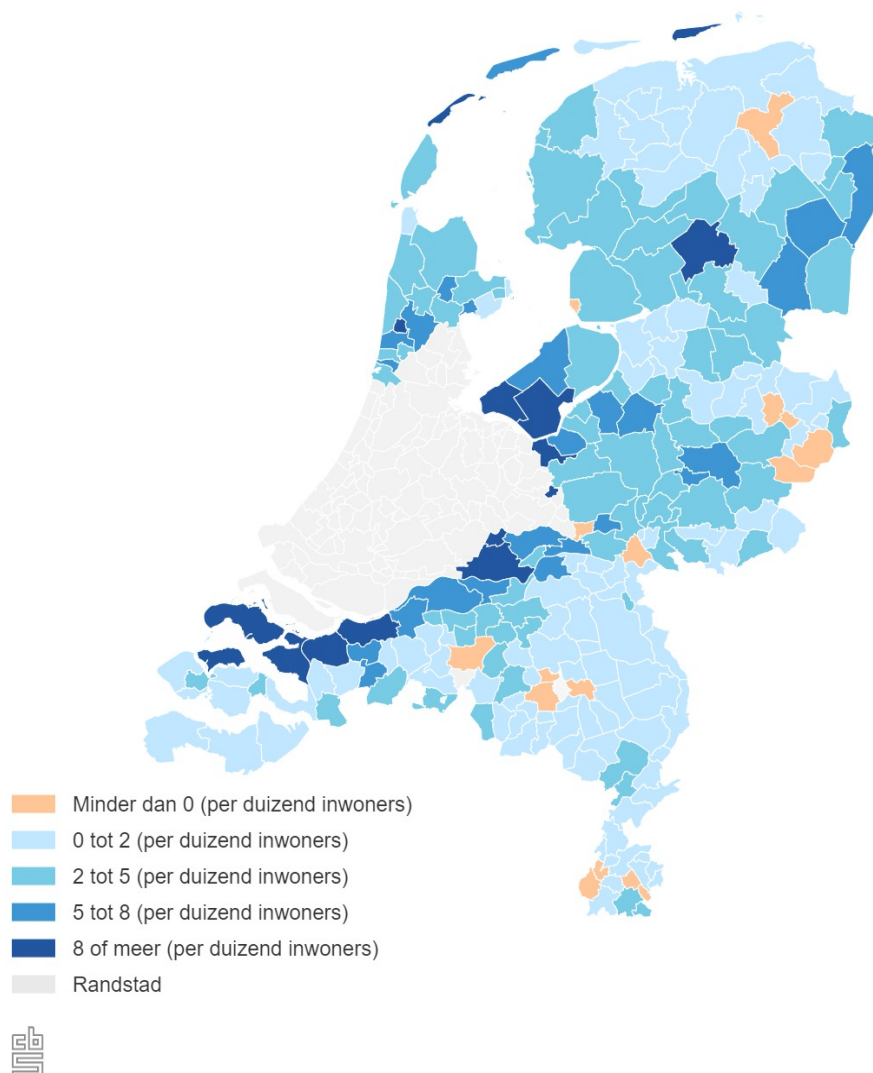 Minder dan 0 (per duizend inwoners)
0 tot 2 (per duizend inwoners)
2 tot 5 (per duizend inwoners)
5 tot 8 (per duizend inwoners)
8 of meer (per duizend inwoners)
Randstad
cbs